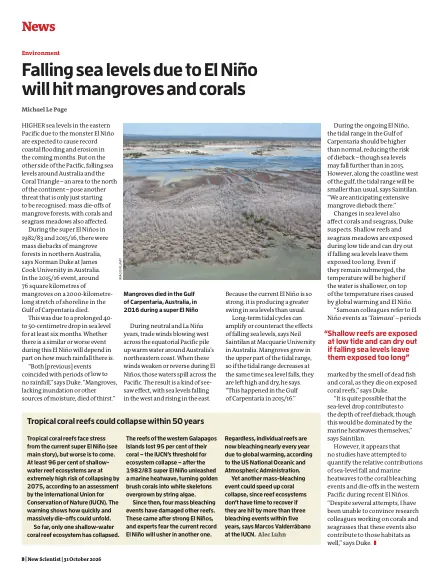 News
Environment
Falling sea levels due to El Niño
will hit mangroves and corals
Michael Le Page
HIGHER sea levels in the eastern
Pacific due to the monster El Niño
are expected to cause record
coastal flooding and erosion in
the coming months. But on the
other side of the Pacific, falling sea
levels around Australia and the
Coral Triangle – an area to the north
of the continent – pose another
threat that is only just starting
to be recognised: mass die-offs of
mangrove forests, with corals and
seagrass meadows also affected.
During the super El Niños in
1982/83 and 2015/16, there were
mass diebacks of mangrove
forests in northern Australia,
says Norman Duke at James
Cook University in Australia.
In the 2015/16 event, around
76 square kilometres of
mangroves on a 2000-kilometre-
long stretch of shoreline in the
Gulf of Carpentaria died.
This was due to a prolonged 40-
to 50-centimetre drop in sea level
for at least six months. Whether
there is a similar or worse event
during this El Niño will depend in
part on how much rainfall there is.
"Both [previous] events
coincided with periods of low to
no rainfall," says Duke. "Mangroves,
lacking inundation or other
sources of moisture, died of thirst."
Mangroves died in the Gulf
of Carpentaria, Australia, in
2016 during a super El Niño
During neutral and La Niña
years, trade winds blowing west
across the equatorial Pacific pile
up warm water around Australia's
northeastern coast. When these
winds weaken or reverse during El
Niños, those waters spill across the
Pacific. The result is a kind of see-
saw effect, with sea levels falling
in the west and rising in the east.
Because the current El Niño is so
strong, it is producing a greater
swing in sea levels than usual.
Long-term tidal cycles can
amplify or counteract the effects
of falling sea levels, says Neil
Saintilan at Macquarie University
in Australia. Mangroves grow in
the upper part of the tidal range,
so if the tidal range decreases at
the same time sea level falls, they
are left high and dry, he says.
"This happened in the Gulf
of Carpentaria in 2015/16."
During the ongoing El Niño,
the tidal range in the Gulf of
Carpentaria should be higher
than normal, reducing the risk
of dieback – though sea levels
may fall further than in 2015.
However, along the coastline west
of the gulf, the tidal range will be
smaller than usual, says Saintilan.
"We are anticipating extensive
mangrove dieback there."
Changes in sea level also
affect corals and seagrass, Duke
suspects. Shallow reefs and
seagrass meadows are exposed
during low tide and can dry out
if falling sea levels leave them
exposed too long. Even if
they remain submerged, the
temperature will be higher if
the water is shallower, on top
of the temperature rises caused
by global warming and El Niño.
"Samoan colleagues refer to El
Niño events as 'Taimasa' – periods
"Shallow reefs are exposed
at low tide and can dry out
if falling sea levels leave
them exposed too long"
marked by the smell of dead fish
and coral, as they die on exposed
coral reefs," says Duke.
"It is quite possible that the
sea-level drop contributes to
the depth of reef dieback, though
this would be dominated by the
marine heatwaves themselves,"
says Saintilan.
However, it appears that
no studies have attempted to
quantify the relative contributions
of sea-level fall and marine
heatwaves to the coral bleaching
events and die-offs in the western
Pacific during recent El Niños.
"Despite several attempts, I have
been unable to convince research
colleagues working on corals and
seagrasses that these events also
contribute to those habitats as
well," says Duke.
Tropical coral reefs could collapse within 50 years
Tropical coral reefs face stress
from the current super El Niño (see
main story), but worse is to come.
At least 96 per cent of shallow-
water reef ecosystems are at
extremely high risk of collapsing by
2075, according to an assessment
by the International Union for
Conservation of Nature (IUCN). The
warning shows how quickly and
massively die-offs could unfold.
So far, only one shallow-water
coral reef ecosystem has collapsed.
The reefs of the western Galapagos
Islands lost 95 per cent of their
coral – the IUCN's threshold for
ecosystem collapse – after the
1982/83 super El Niño unleashed
a marine heatwave, turning golden
brush corals into white skeletons
overgrown by string algae.
Since then, four mass bleaching
events have damaged other reefs.
These came after strong El Niños,
and experts fear the current record
El Niño will usher in another one.
Regardless, individual reefs are
now bleaching nearly every year
due to global warming, according
to the US National Oceanic and
Atmospheric Administration.
Yet another mass-bleaching
event could speed up coral
collapse, since reef ecosystems
don't have time to recover if
they are hit by more than three
bleaching events within five
years, says Marcos Valderrábano
at the IUCN. Alec Luhn
8 | New Scientist | 31 October 2026